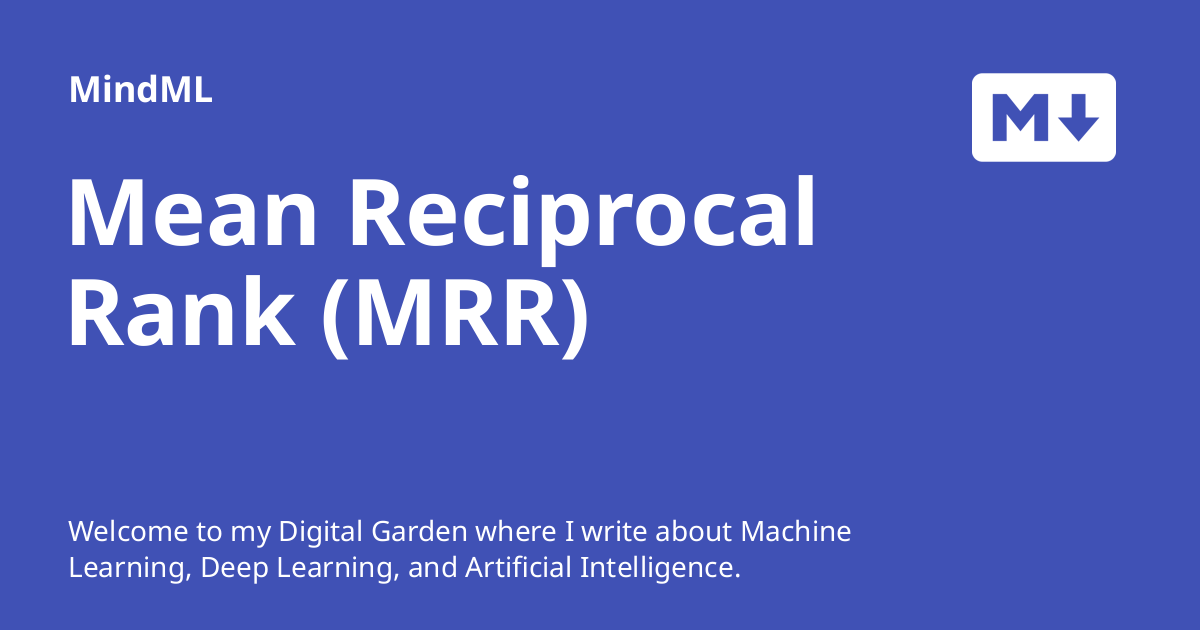 MindML
M
Mean Reciprocal
Rank (MRR)
Welcome to my Digital Garden where I write about Machine
Learning, Deep Learning, and Artificial Intelligence.